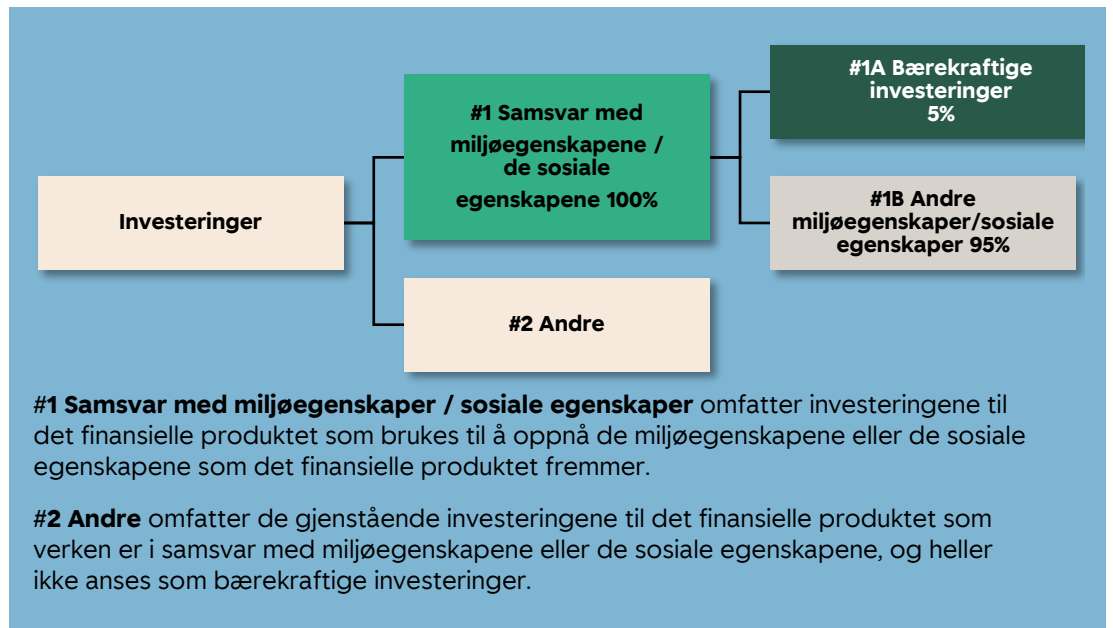 #1A Bærekraftige
investeringer
5%
#1 Samsvar med
miljøegenskapene /
de sosiale
egenskapene 100%
Investeringer
#1B Andre
miljøegenskaper/sosiale
egenskaper 95%
#2 Andre
#1 Samsvar med miljøegenskaper / sosiale egenskaper omfatter investeringene til
det finansielle produktet som brukes til å oppnå de miljøegenskapene eller de sosiale
egenskapene som det finansielle produktet fremmer.
#2 Andre omfatter de gjenstående investeringene til det finansielle produktet som
verken er i samsvar med miljøegenskapene eller de sosiale egenskapene, og heller
ikke anses som bærekraftige investeringer.